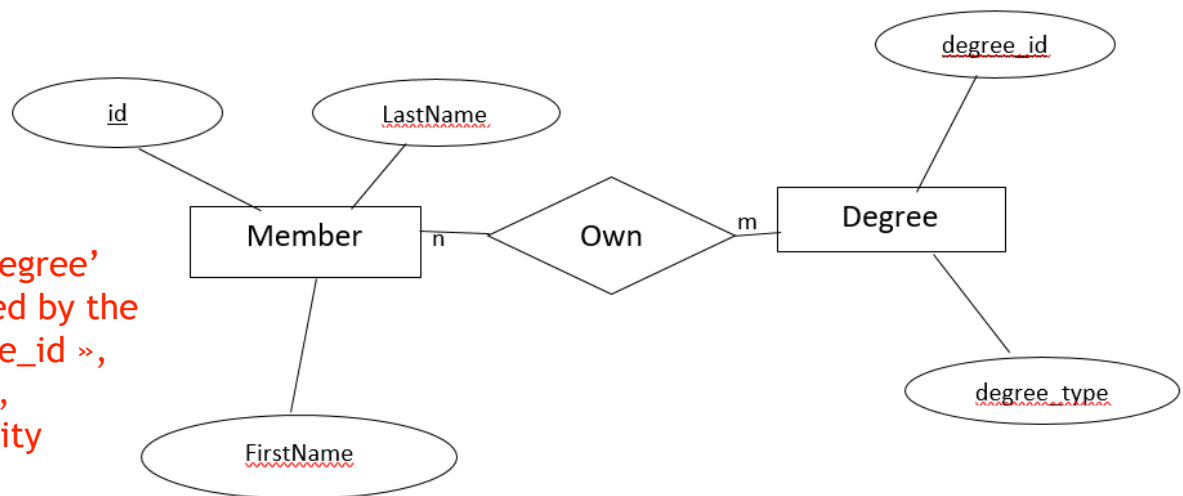 degree_id
id
LastName
Member
n
Own
m
Degree
egree’
ed by the
e_id »,
,
ity
degree_type
FirstName